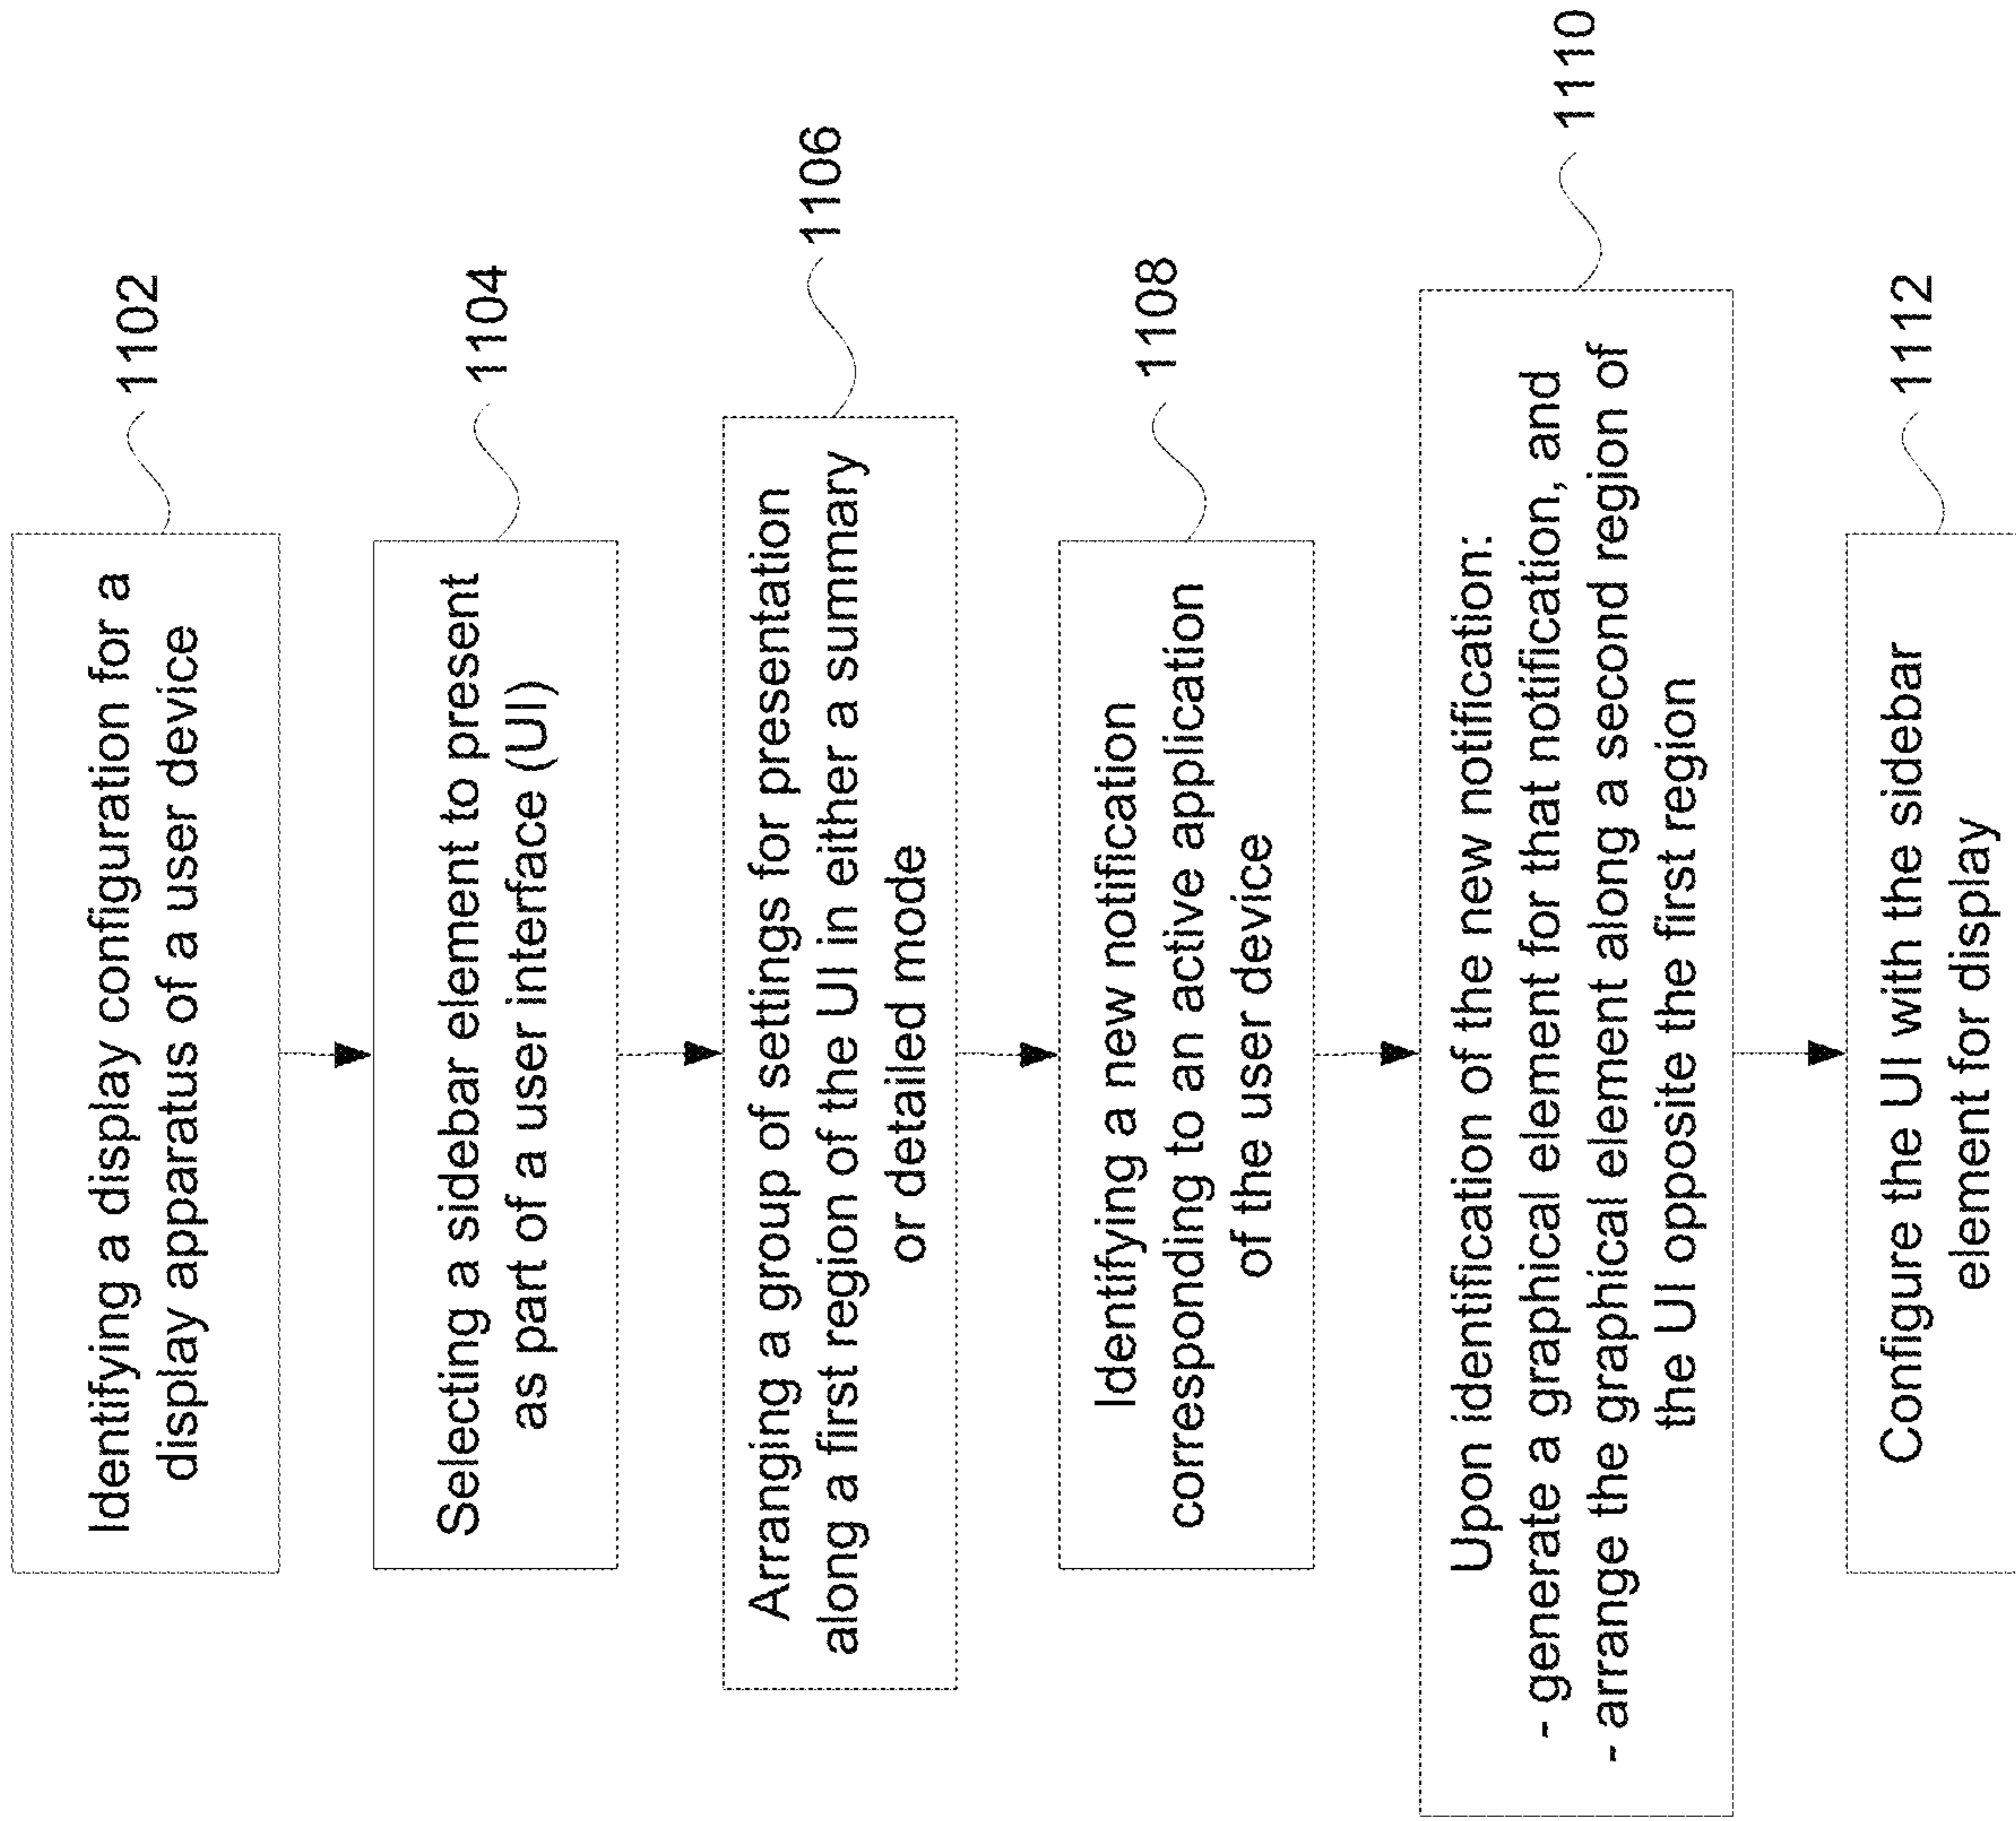 Identifying a display configuration for a
display apparatus of a user device
1102
Selecting a sidebar element to present
as part of a user interface (UI)
1104
Arranging a group of settings for presentation
along a first region of the UI in either a summary
or detailed mode
1106
Identifying a new notification
corresponding to an active application
of the user device
1108
Upon identification of the new notification:
- generate a graphical element for that notification, and
- arrange the graphical element along a second region of
the UI opposite the first region
1110
Configure the UI with the sidebar
element for display
1112